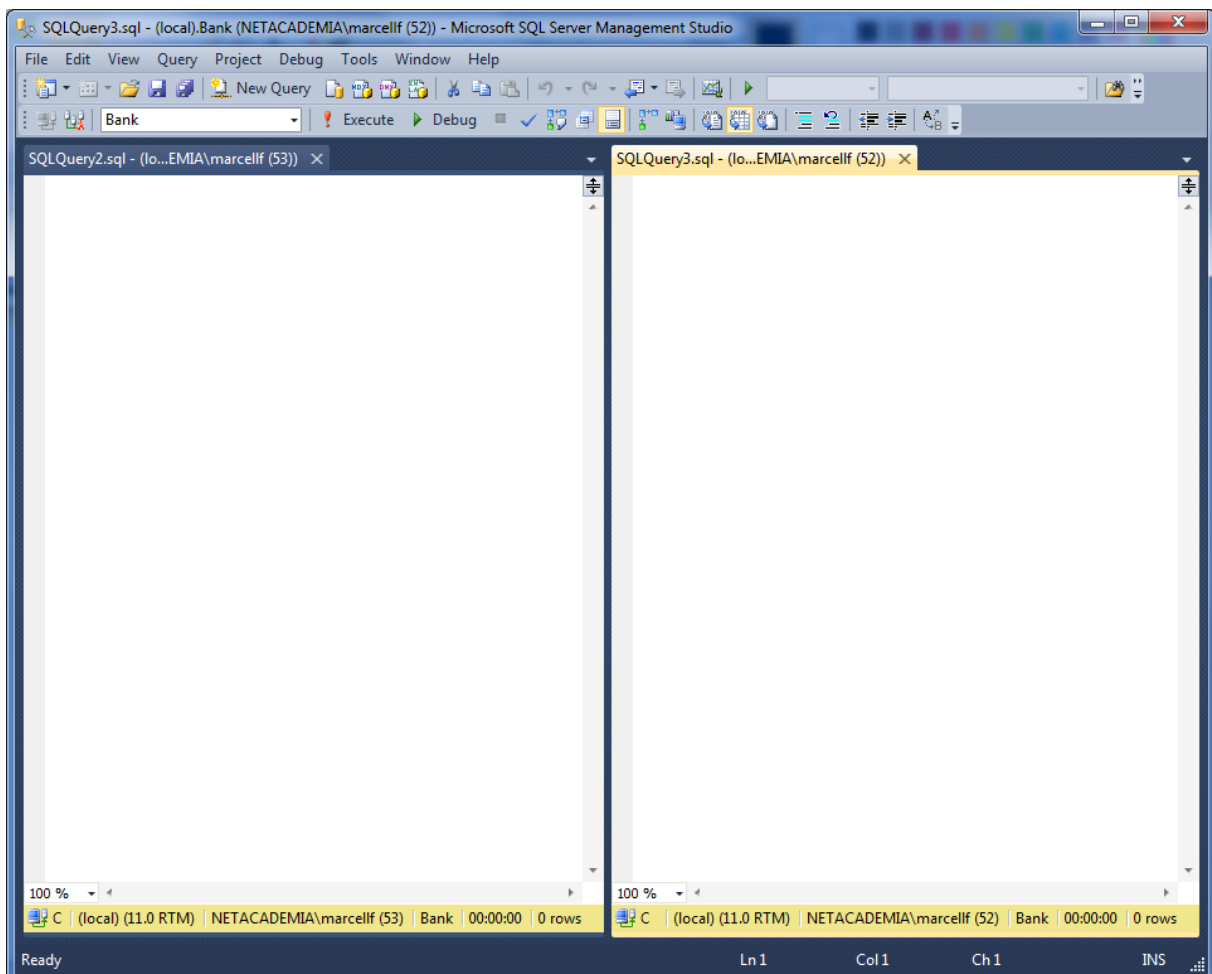 SQLQuery3.sql - (local).Bank (NETACADEMIA\marcellf (52)) - Microsoft SQL Server Management Studio
File Edit View Query Project Debug Tools Window Help
New Query
Bank Execute Debug
SQLQuery2.sql - (lo...EMIA\marcellf (53)) SQLQuery3.sql - (lo...EMIA\marcellf (52))
100 % 100 %
C (local) (11.0 RTM) NETACADEMIA\marcellf (53) Bank 00:00:00 0 rows C (local) (11.0 RTM) NETACADEMIA\marcellf (52) Bank 00:00:00 0 rows
Ready Ln 1 Col 1 Ch 1 INS